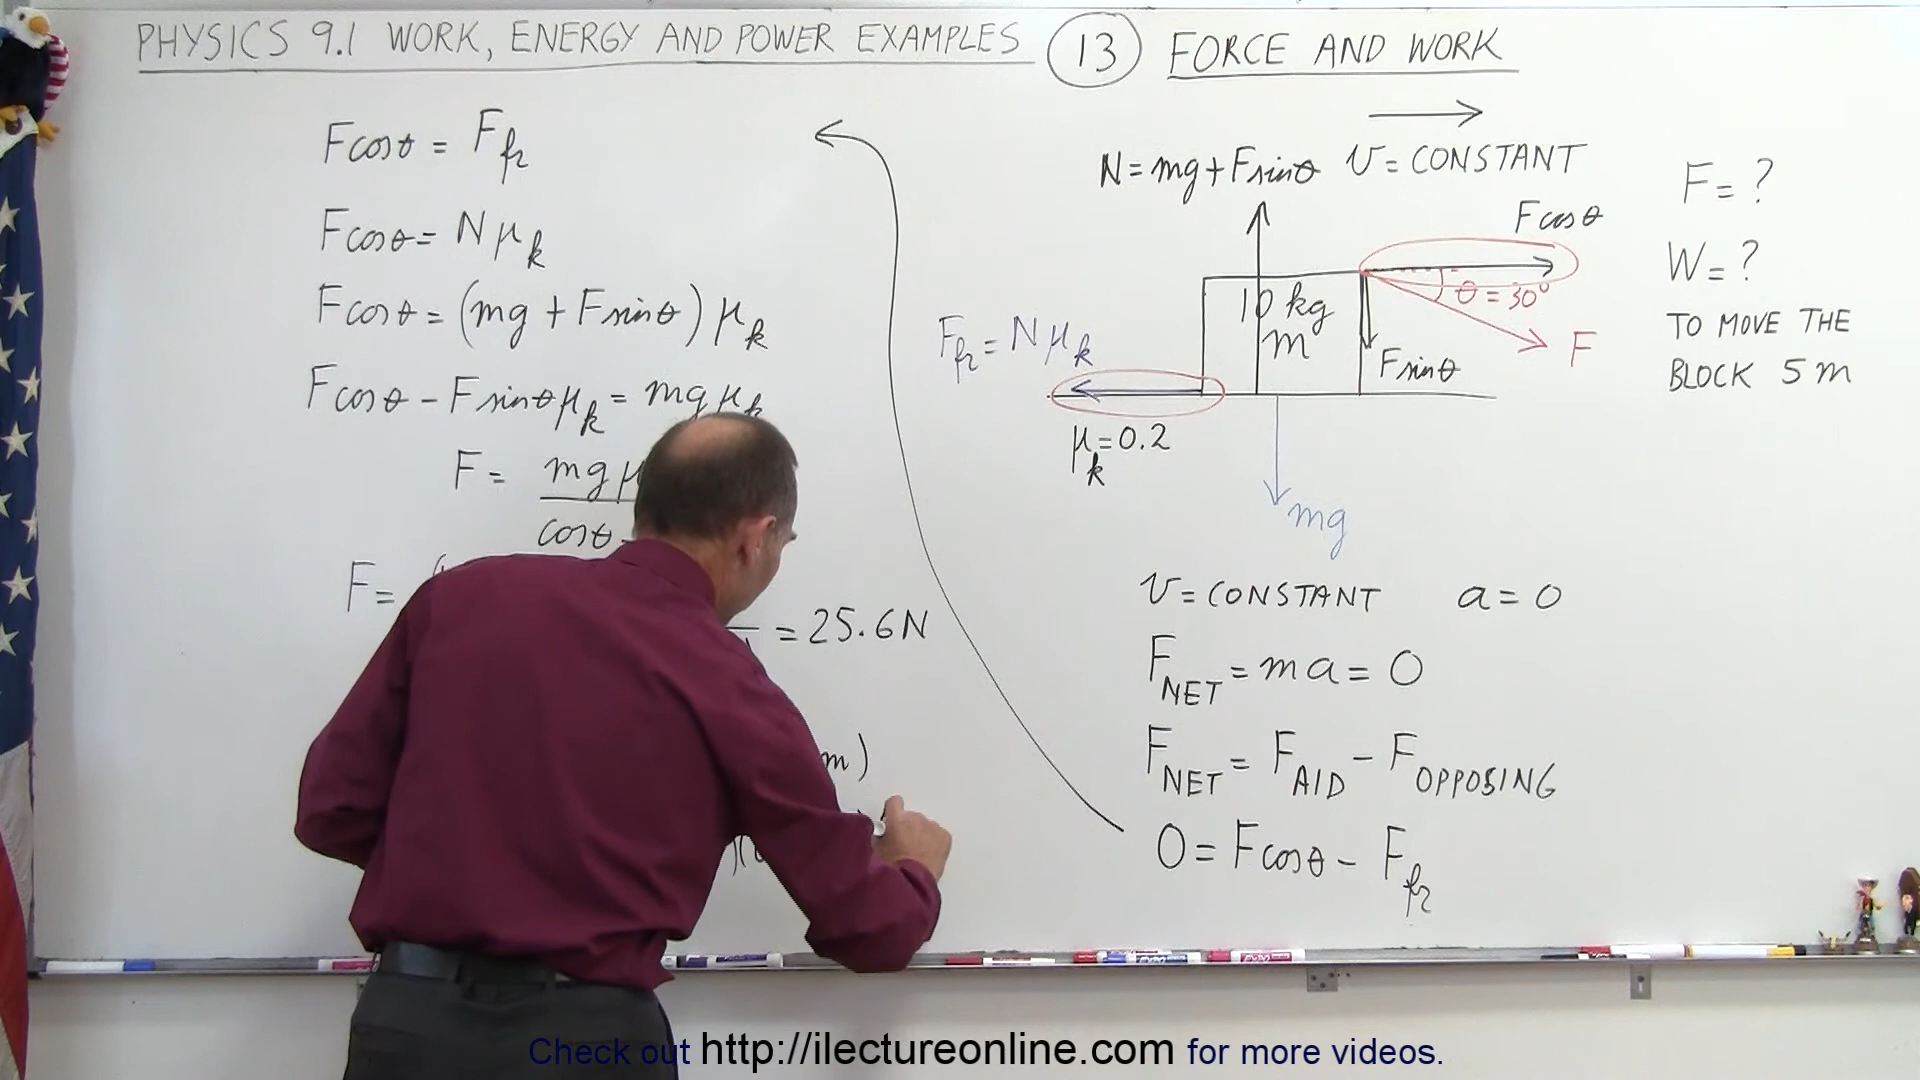 PHYSICS 9.1 WORK, ENERGY AND POWER EXAMPLES 13 FORCE AND WORK
Fcosθ = Ffr
Fcosθ = Nμk
Fcosθ = (mg + Fsinθ) μk
Fcosθ - Fsinθμk = mgμk
F = mgμ
cosθ -
F =
= 25.6N
m)
N = mg + Fsinθ
v = CONSTANT
Fcosθ
θ = 30°
F
10 kg
m
Fsinθ
Ffr = Nμk
μk = 0.2
mg
F = ?
W = ?
TO MOVE THE
BLOCK 5 m
v = CONSTANT a = 0
FNET = ma = 0
FNET = FAID - FOPPOSING
0 = Fcosθ - Ffr
Check out http://ilectureonline.com for more videos.